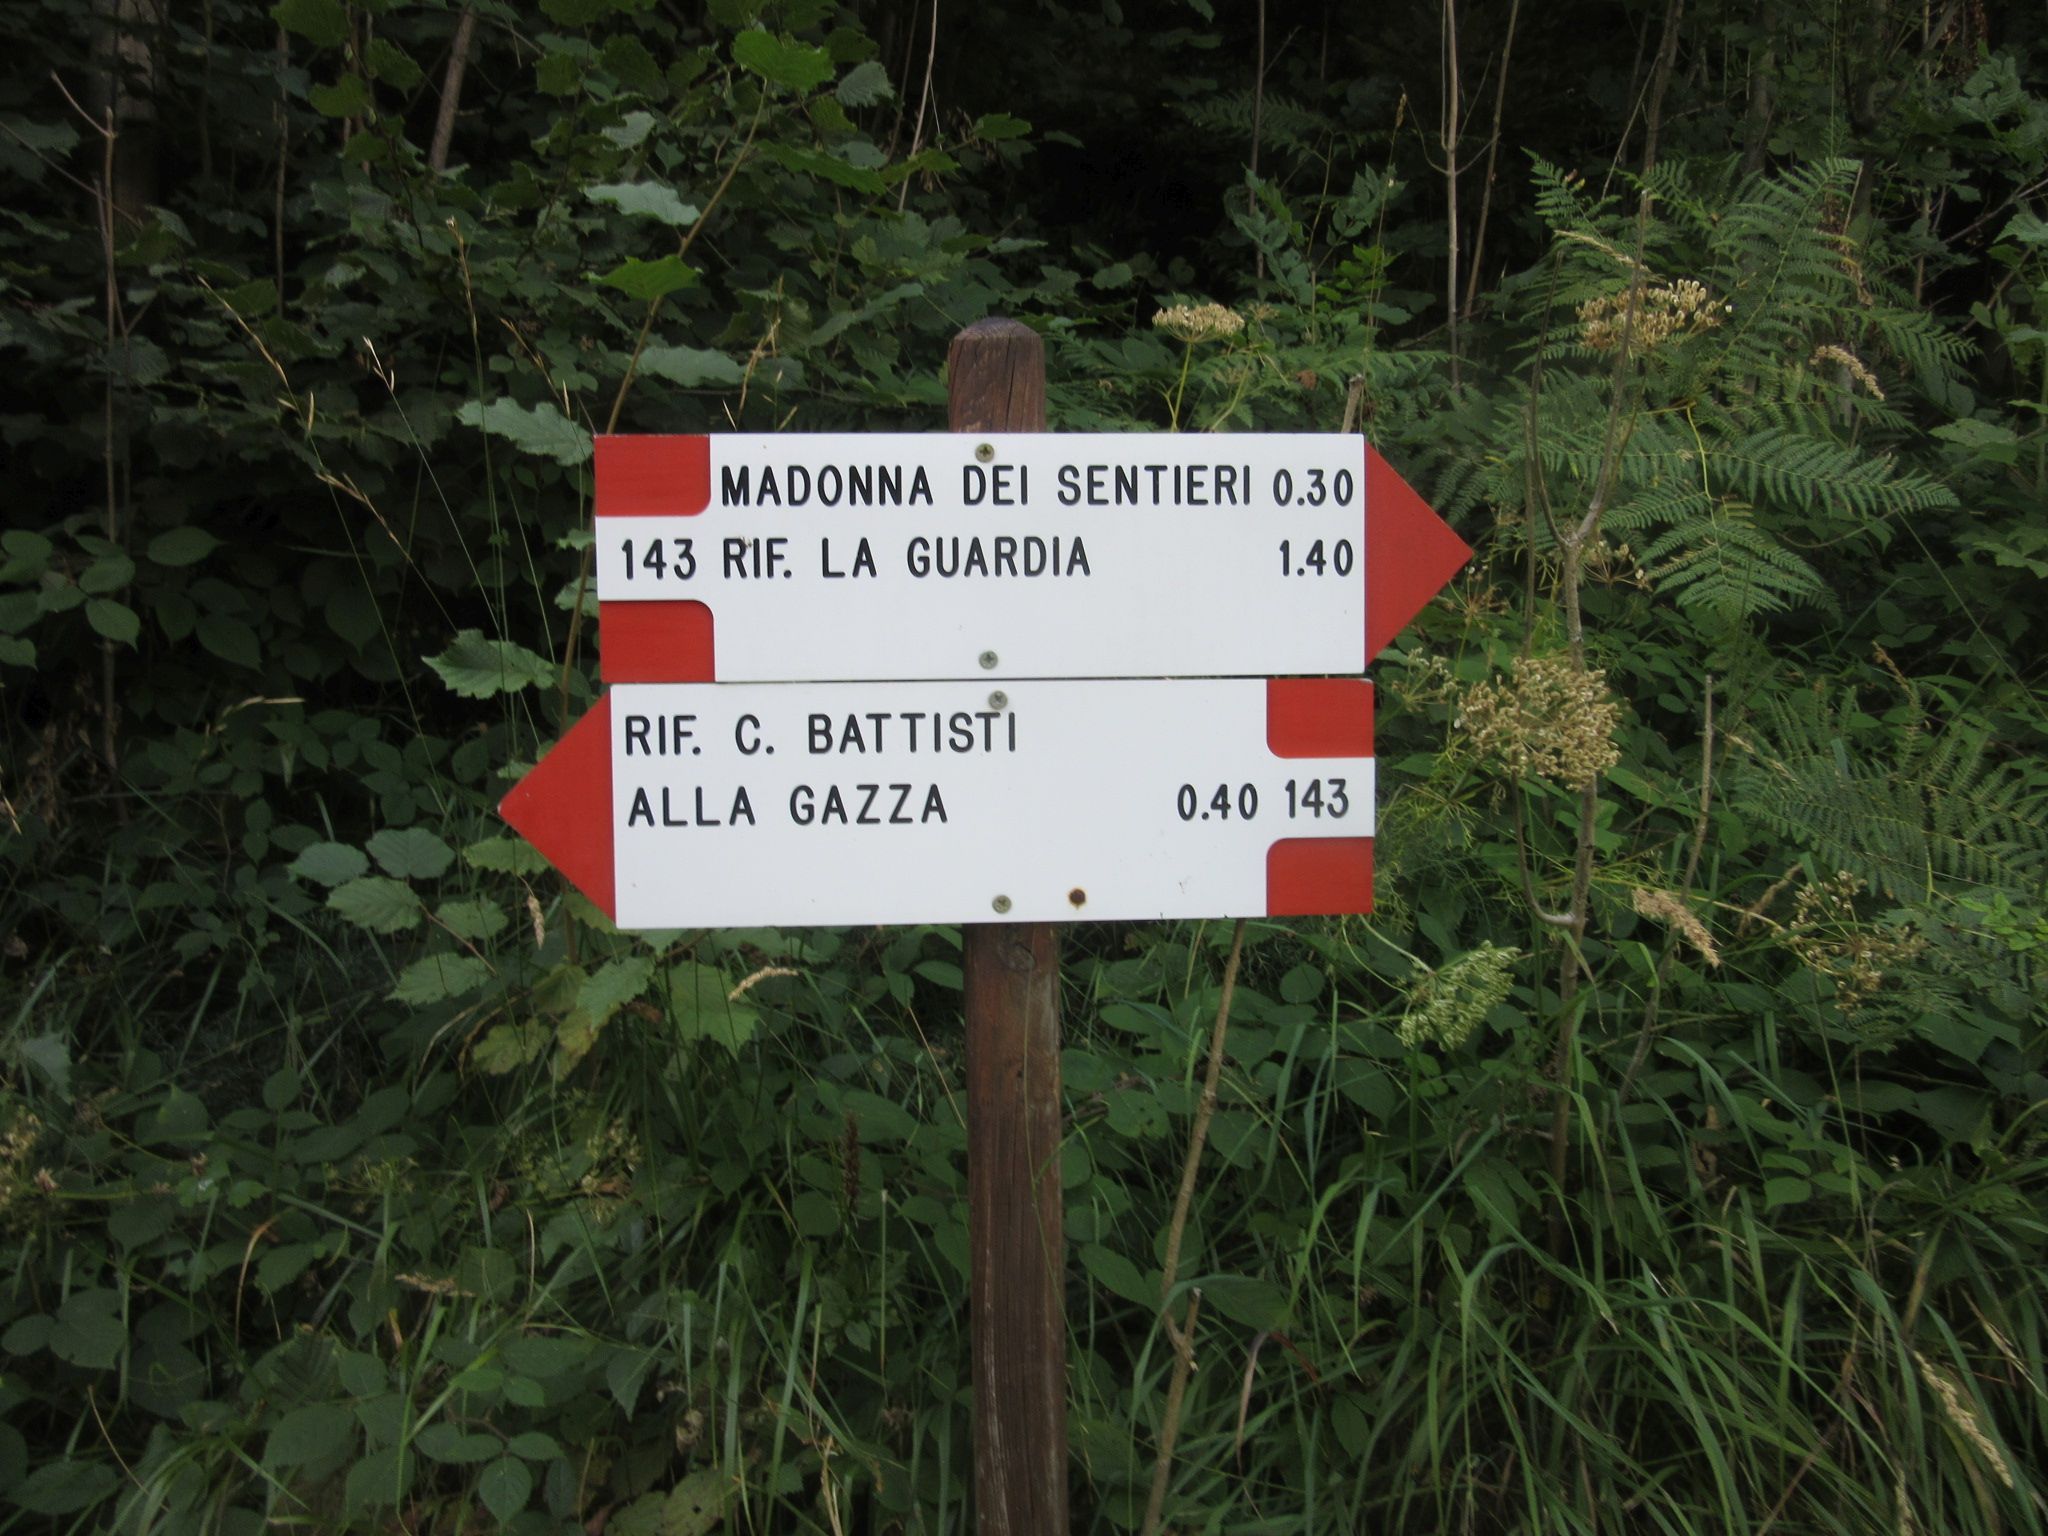 MADONNA DEI SENTIERI 0.30
143 RIF. LA GUARDIA 1.40
RIF. C. BATTISTI
ALLA GAZZA 0.40 143